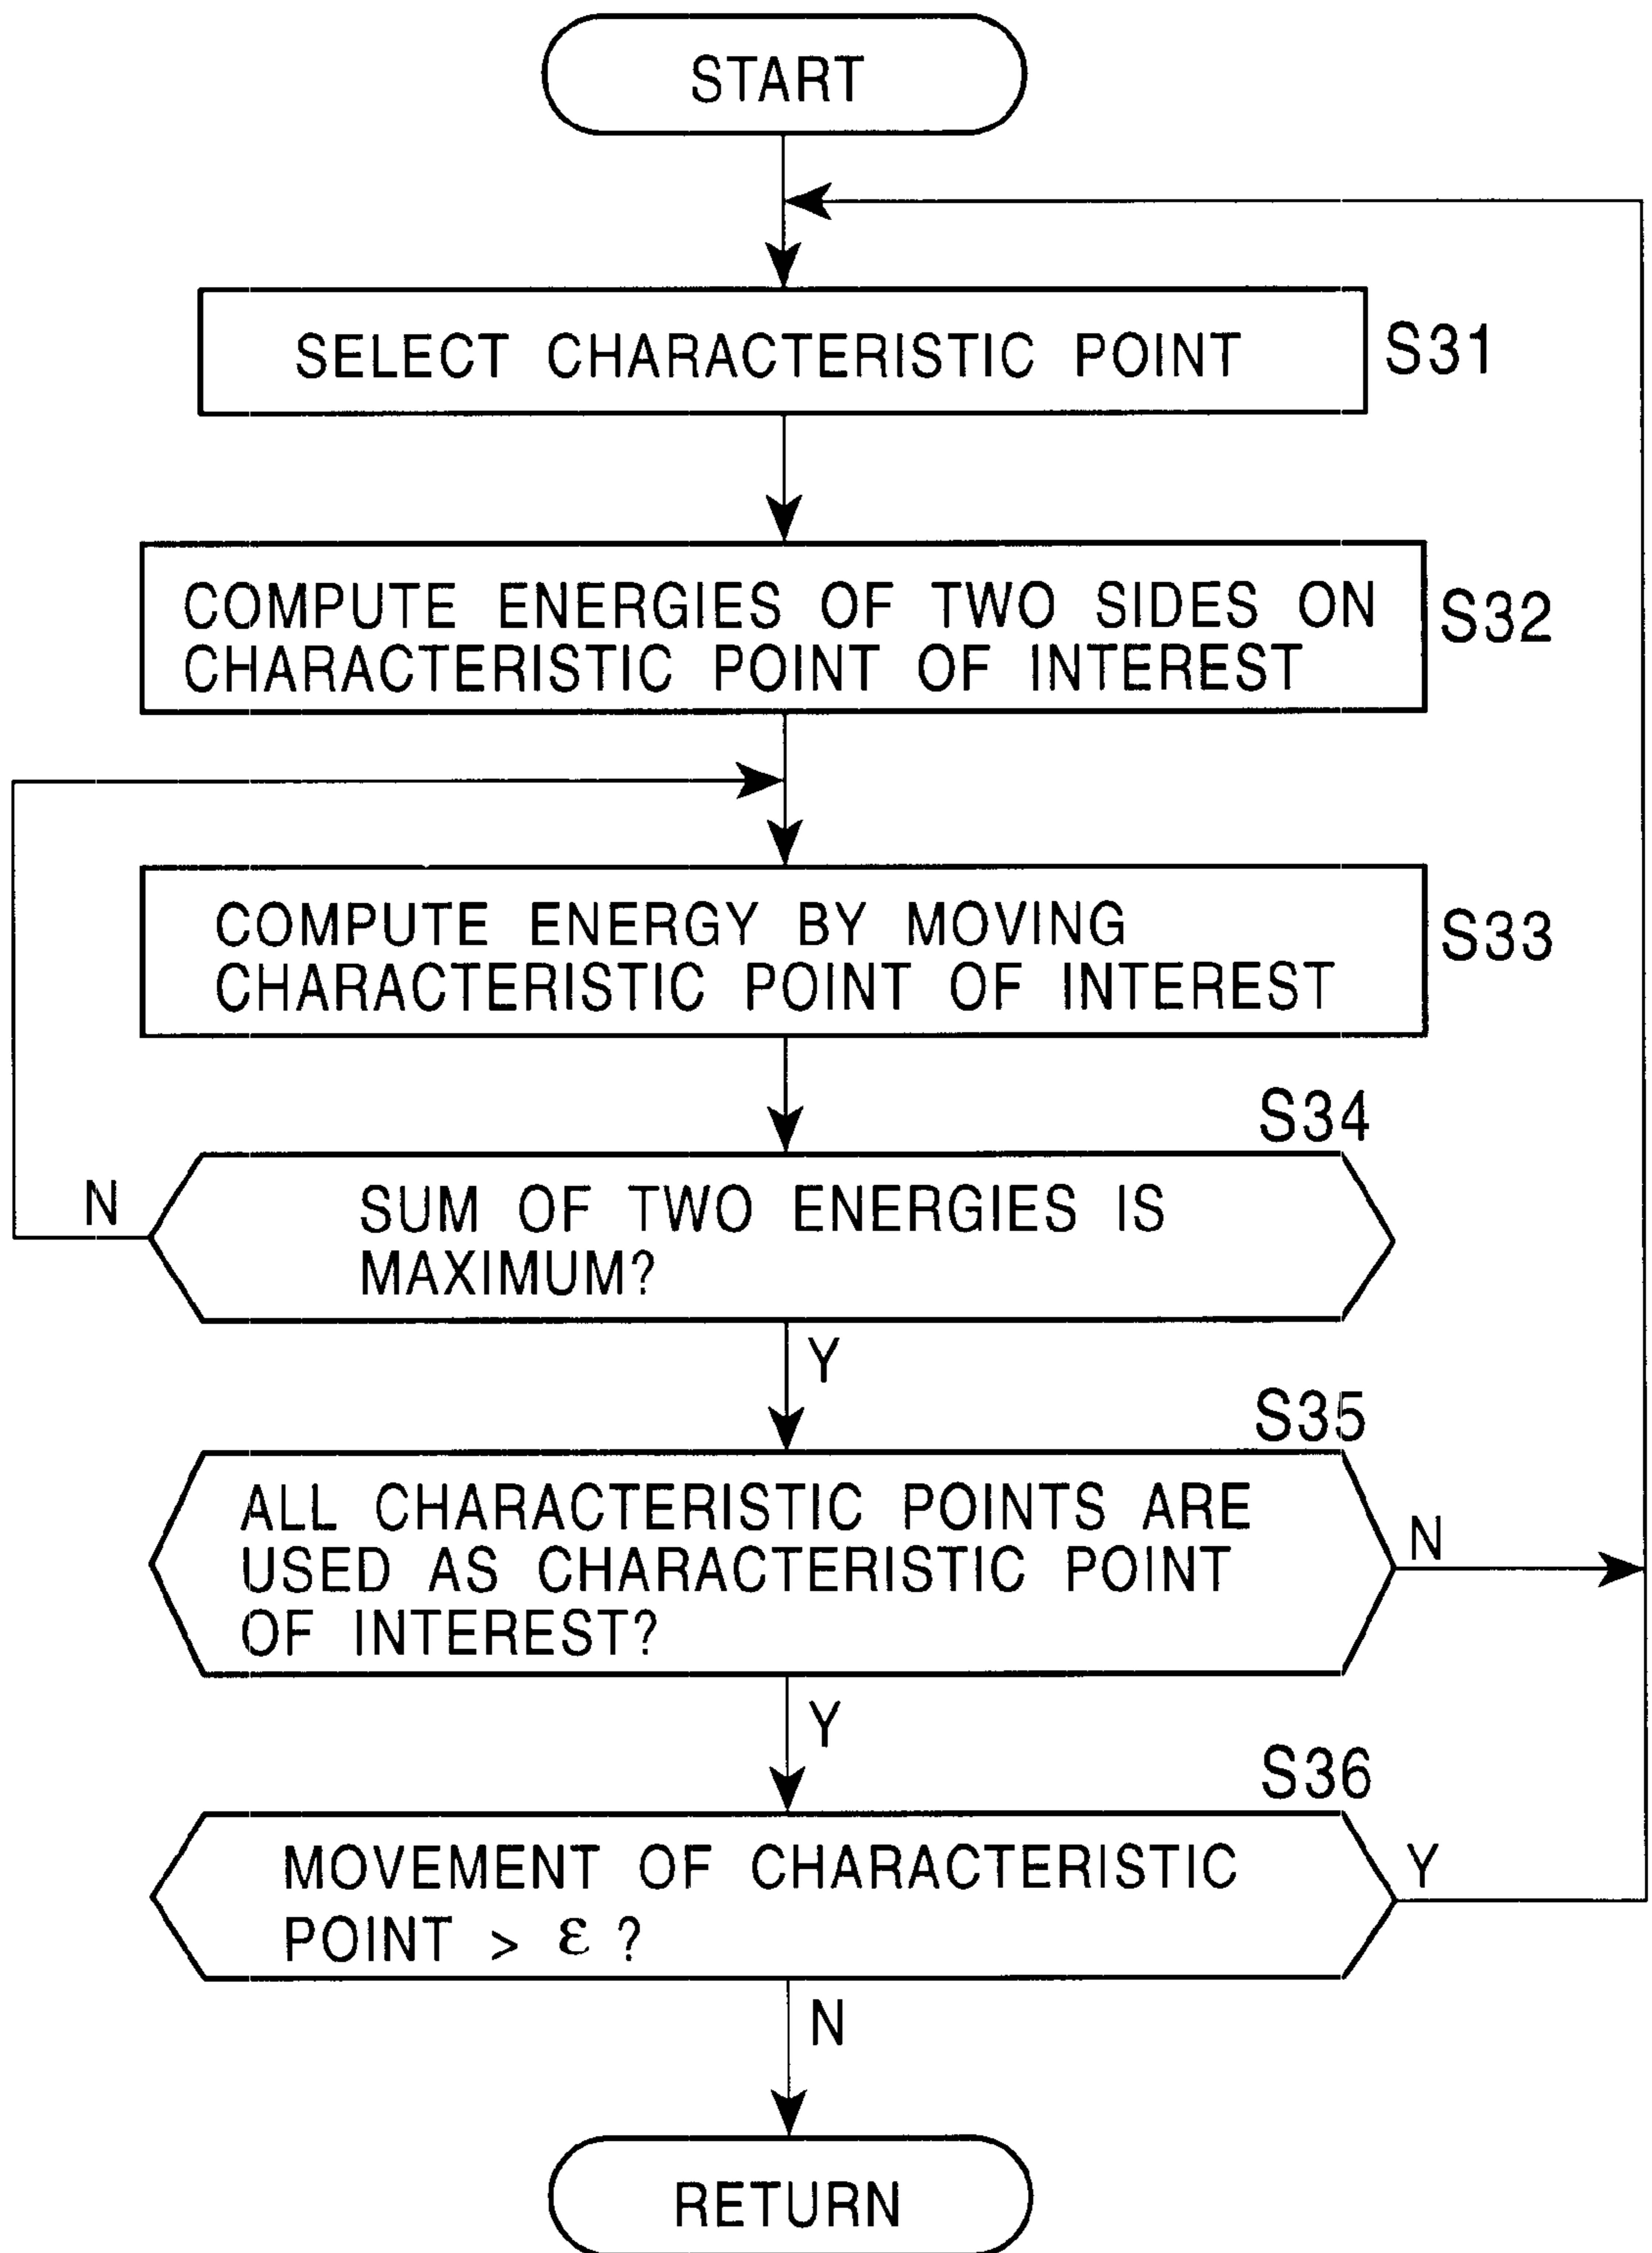 START
SELECT CHARACTERISTIC POINT
S31
COMPUTE ENERGIES OF TWO SIDES ON
CHARACTERISTIC POINT OF INTEREST
S32
COMPUTE ENERGY BY MOVING
CHARACTERISTIC POINT OF INTEREST
S33
S34
SUM OF TWO ENERGIES IS
MAXIMUM?
N
Y
S35
ALL CHARACTERISTIC POINTS ARE
USED AS CHARACTERISTIC POINT
OF INTEREST?
N
Y
S36
MOVEMENT OF CHARACTERISTIC
POINT > ε ?
Y
N
RETURN